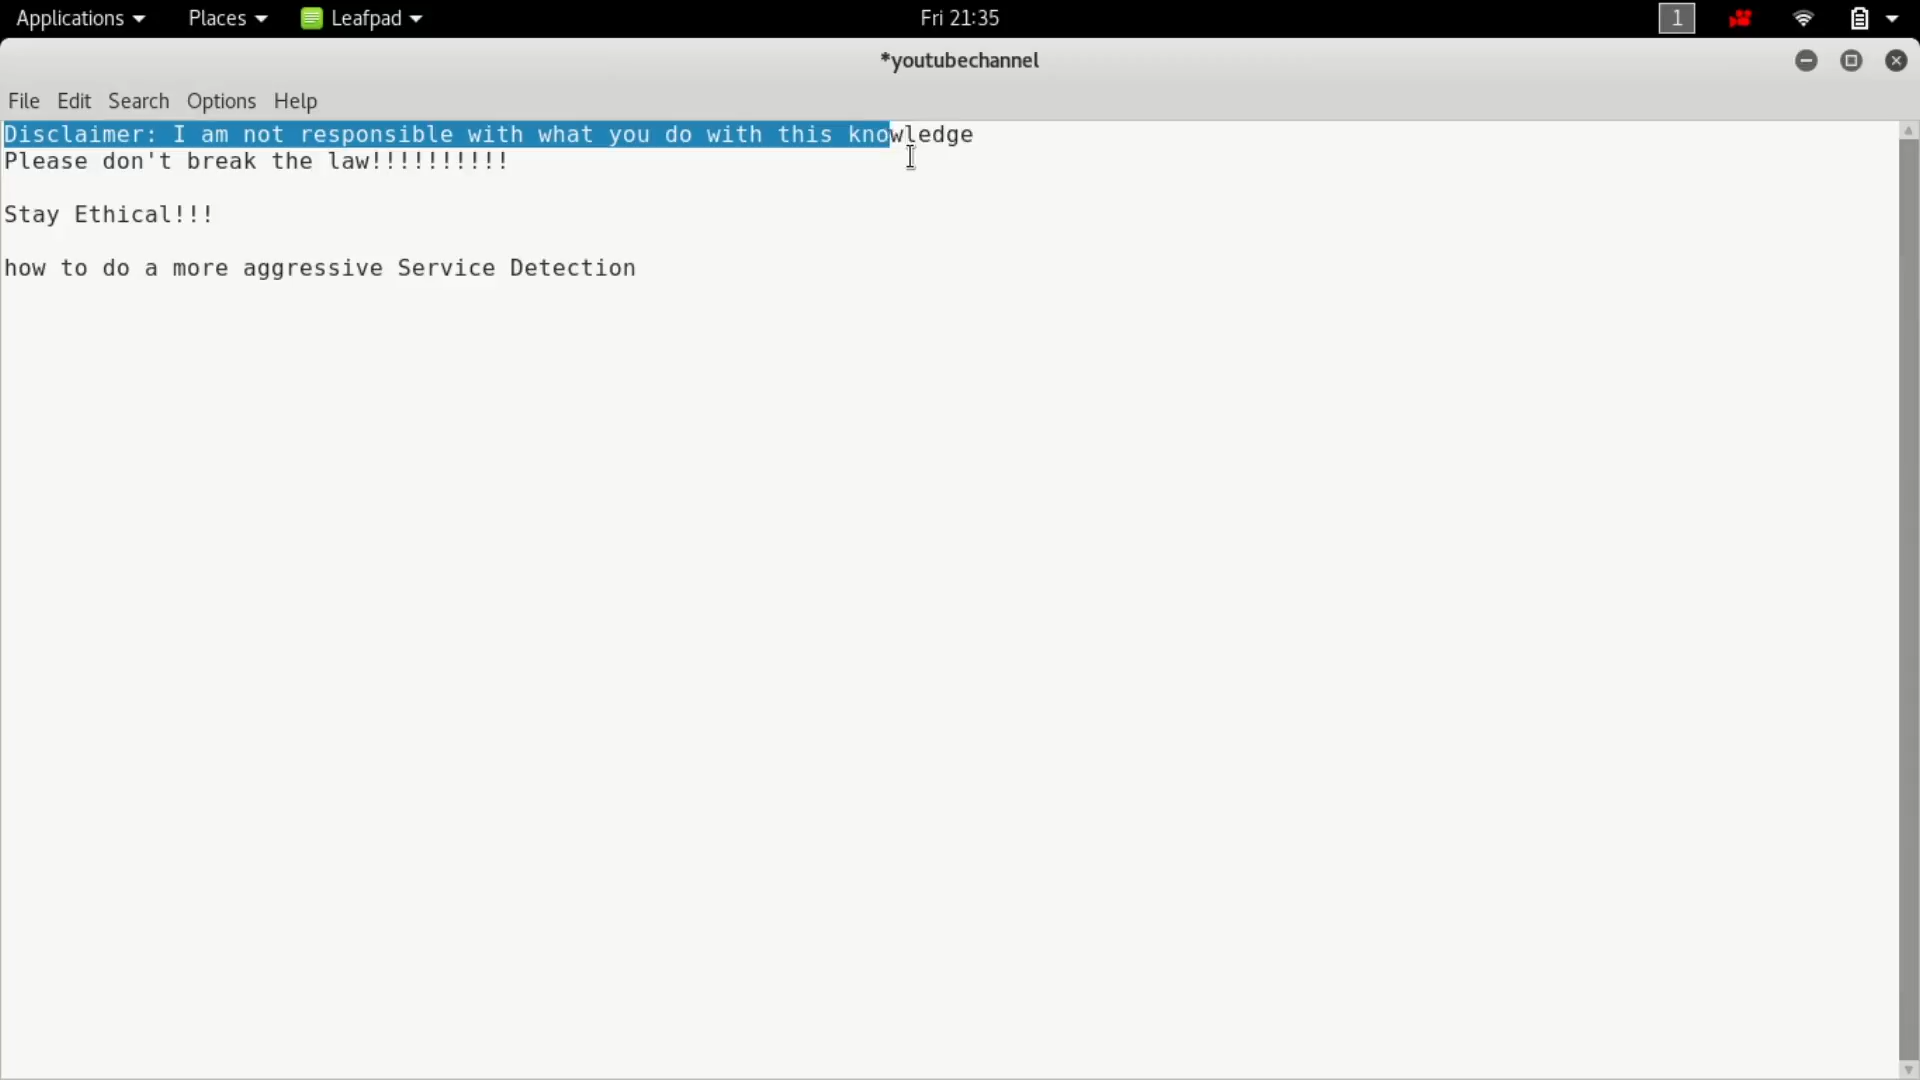 Applications Places Leafpad Fri 21:35 1
*youtubechannel
File Edit Search Options Help
Disclaimer: I am not responsible with what you do with this knowledge
Please don't break the law!!!!!!!!!!
Stay Ethical!!!
how to do a more aggressive Service Detection